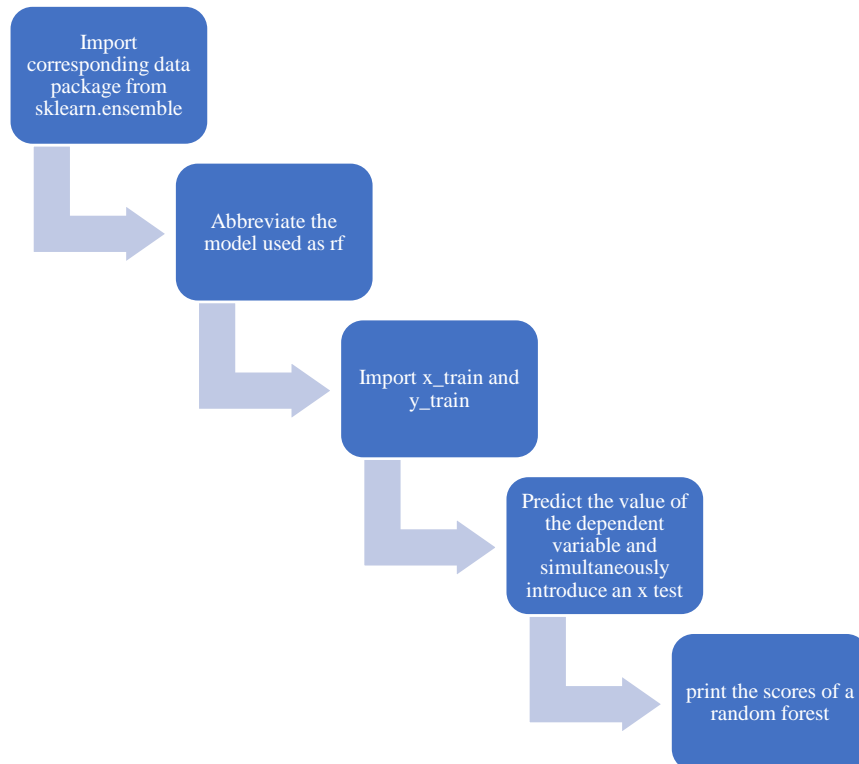 Import
corresponding data
package from
sklearn.ensemble
Abbreviate the
model used as rf
Import x_train and
y_train
Predict the value of
the dependent
variable and
simultaneously
introduce an x test
print the scores of a
random forest